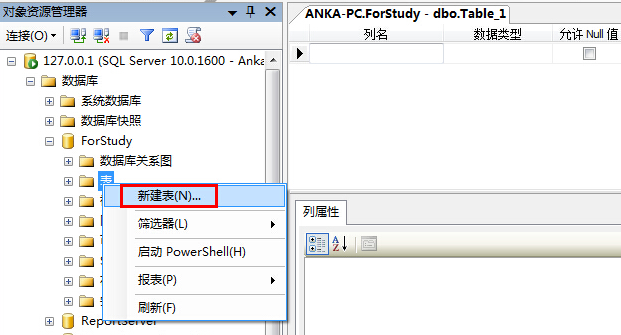 对象资源管理器
连接(O)
127.0.0.1 (SQL Server 10.0.1600 - Anka
数据库
系统数据库
数据库快照
ForStudy
数据库关系图
表
新建表(N)...
筛选器(L)
启动 PowerShell(H)
报表(P)
刷新(F)
ReportServer
ANKA-PC.ForStudy - dbo.Table_1
列名 数据类型 允许 Null 值
列属性